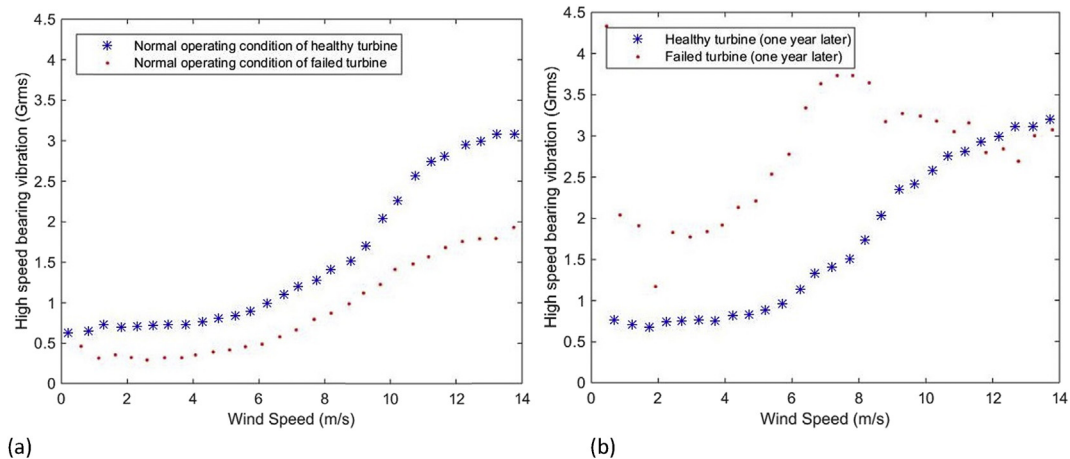 4.5
4
3.5
3
2.5
2
1.5
1
0.5
0
High speed bearing vibration (Grms)
Normal operating condition of healthy turbine
Normal operating condition of failed turbine
0 2 4 6 8 10 12 14
Wind Speed (m/s)
(a)
4.5
4
3.5
3
2.5
2
1.5
1
0.5
0
High speed bearing vibration (Grms)
Healthy turbine (one year later)
Failed turbine (one year later)
0 2 4 6 8 10 12 14
Wind Speed (m/s)
(b)